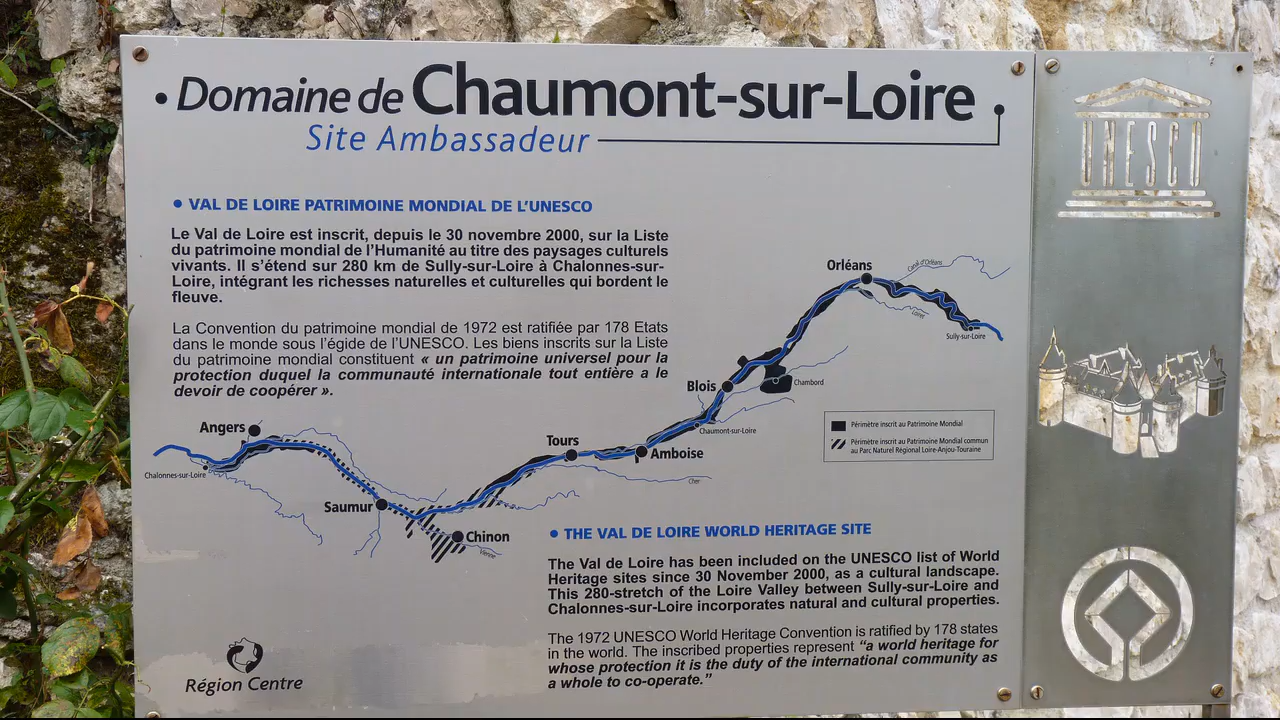 • Domaine de Chaumont-sur-Loire
Site Ambassadeur
• VAL DE LOIRE PATRIMOINE MONDIAL DE L'UNESCO
Le Val de Loire est inscrit, depuis le 30 novembre 2000, sur la Liste
du patrimoine mondial de l'Humanité au titre des paysages culturels
vivants. Il s'étend sur 280 km de Sully-sur-Loire à Chalonnes-sur-
Loire, intégrant les richesses naturelles et culturelles qui bordent le
fleuve.
La Convention du patrimoine mondial de 1972 est ratifiée par 178 Etats
dans le monde sous l'égide de l'UNESCO. Les biens inscrits sur la Liste
du patrimoine mondial constituent « un patrimoine universel pour la
protection duquel la communauté internationale tout entière a le
devoir de coopérer ».
Orléans
Canal d'Orléans
Loiret
Sully-sur-Loire
Blois
Chambord
Chaumont-sur-Loire
Périmètre inscrit au Patrimoine Mondial
Périmètre inscrit au Patrimoine Mondial commun
au Parc Naturel Régional Loire-Anjou-Touraine
Angers
Tours
Amboise
Chalonnes-sur-Loire
Cher
Saumur
Chinon
Vienne
• THE VAL DE LOIRE WORLD HERITAGE SITE
The Val de Loire has been included on the UNESCO list of World
Heritage sites since 30 November 2000, as a cultural landscape.
This 280-stretch of the Loire Valley between Sully-sur-Loire and
Chalonnes-sur-Loire incorporates natural and cultural properties.
The 1972 UNESCO World Heritage Convention is ratified by 178 states
in the world. The inscribed properties represent "a world heritage for
whose protection it is the duty of the international community as
a whole to co-operate."
Région Centre
UNESCO